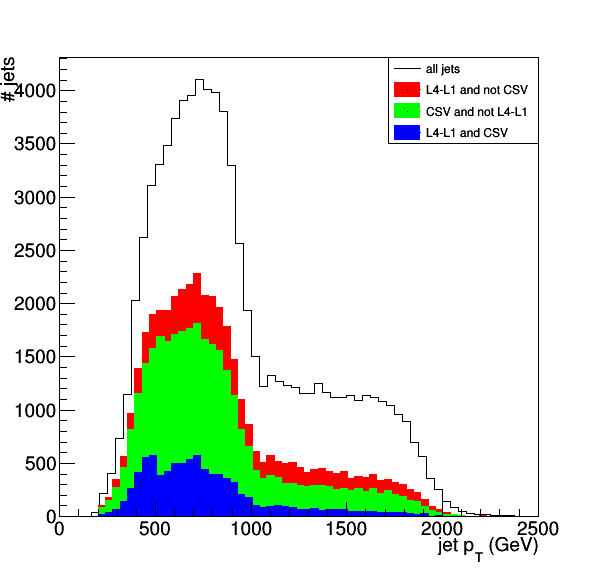 # jets
all jets
L4-L1 and not CSV
CSV and not L4-L1
L4-L1 and CSV
4000
3500
3000
2500
2000
1500
1000
500
0
0 500 1000 1500 2000 2500
jet pT (GeV)